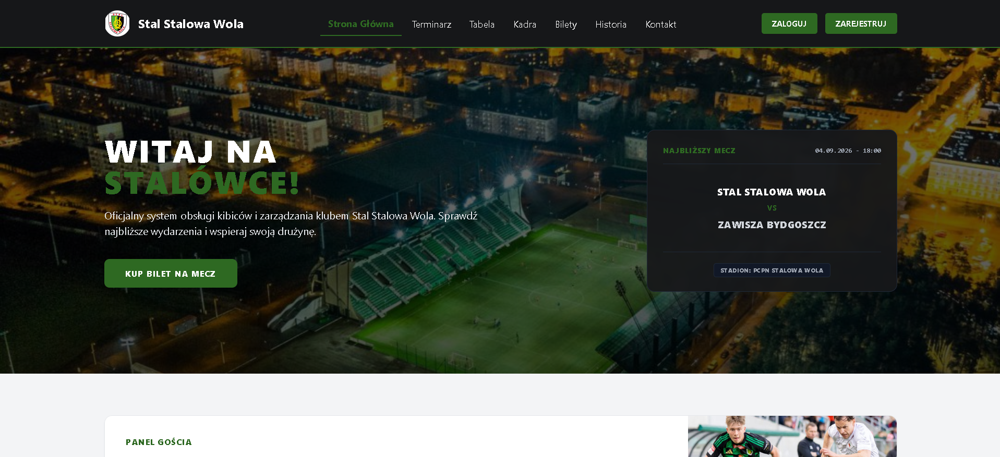 Stal Stalowa Wola
Strona Główna
Terminarz
Tabela
Kadra
Bilety
Historia
Kontakt
ZALOGUJ
ZAREJESTRUJ
WITAJ NA
STALÓWCE!
Oficjalny system obsługi kibiców i zarządzania klubem Stal Stalowa Wola. Sprawdź
najbliższe wydarzenia i wspieraj swoją drużynę.
KUP BILET NA MECZ
NAJBLIŻSZY MECZ
04.09.2026 - 18:00
STAL STALOWA WOLA
VS
ZAWISZA BYDGOSZCZ
STADION: PCPN STALOWA WOLA
PANEL GOŚCIA